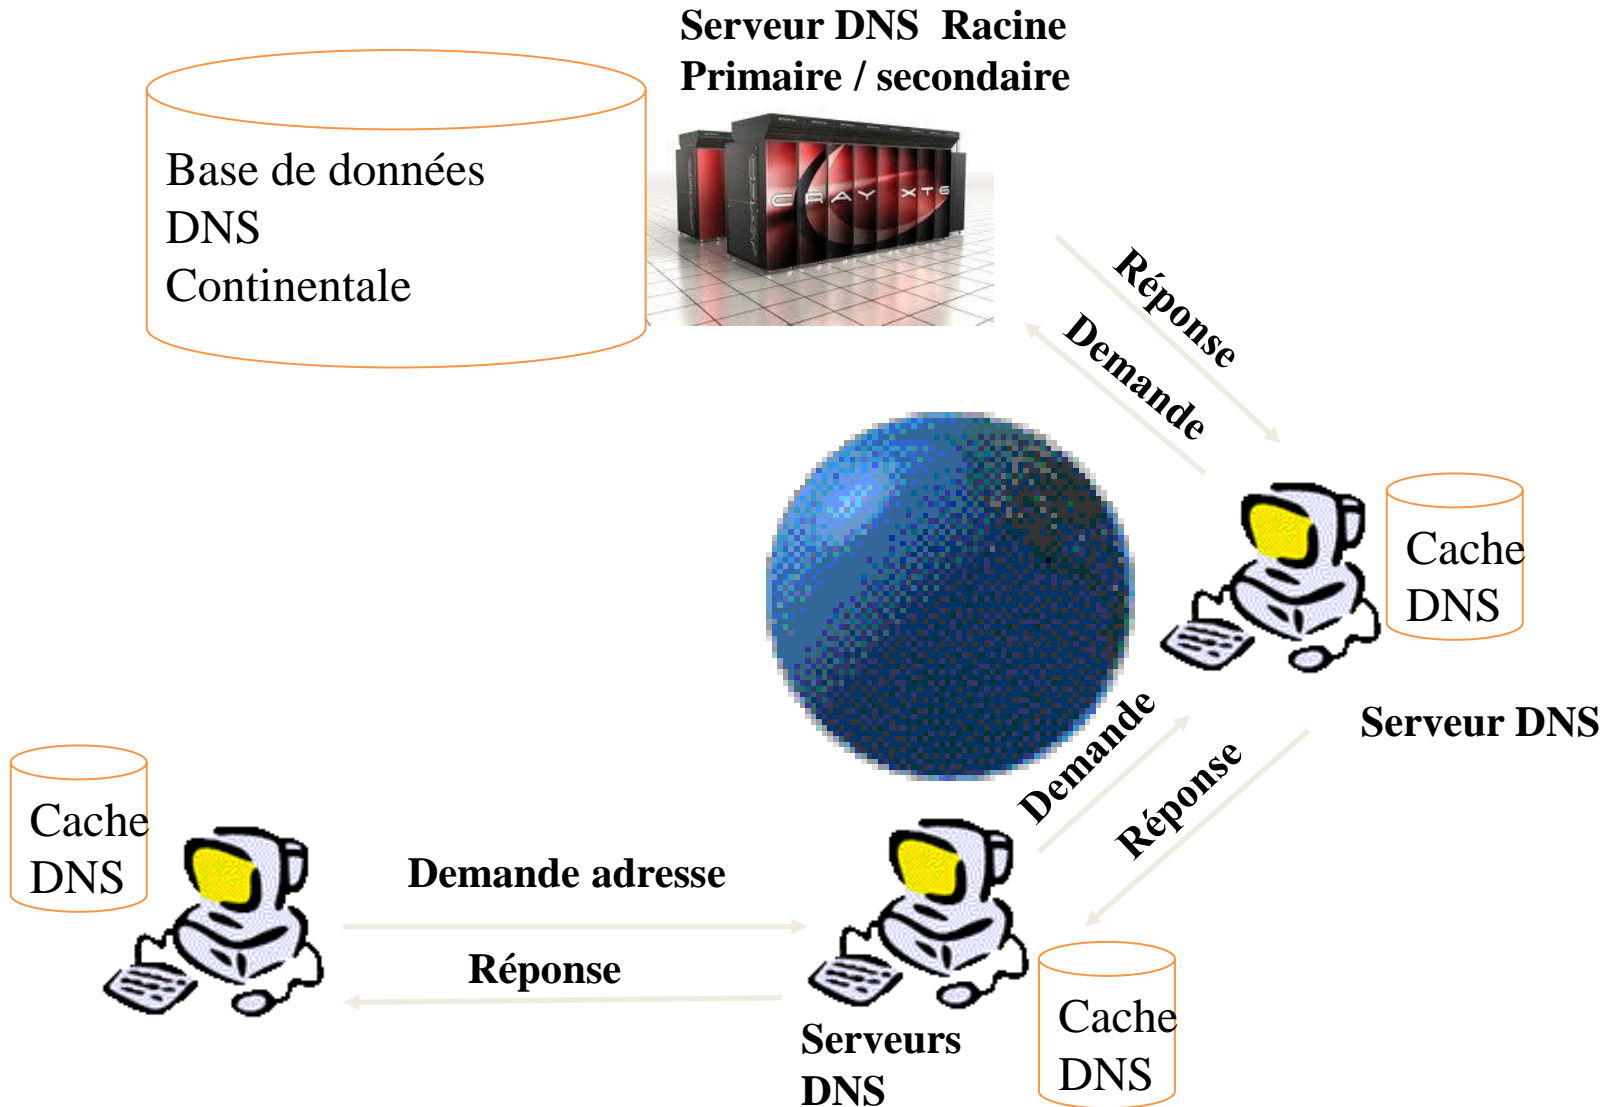 Serveur DNS Racine
Primaire / secondaire
Base de données
DNS
Continentale
CRAY XT6
Réponse
Demande
Cache
DNS
Serveur DNS
Demande
Réponse
Cache
DNS
Demande adresse
Réponse
Serveurs
DNS
Cache
DNS